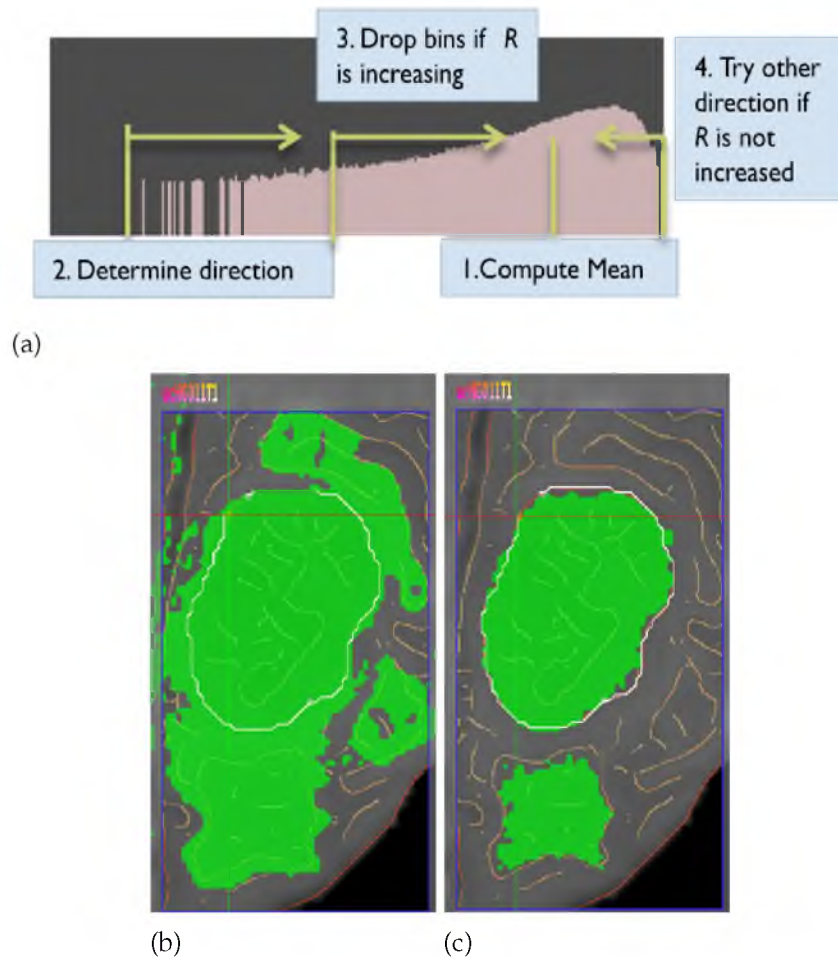 3. Drop bins if R
is increasing
4. Try other
direction if
R is not
increased
2. Determine direction
1.Compute Mean
(a)
(b)
(c)